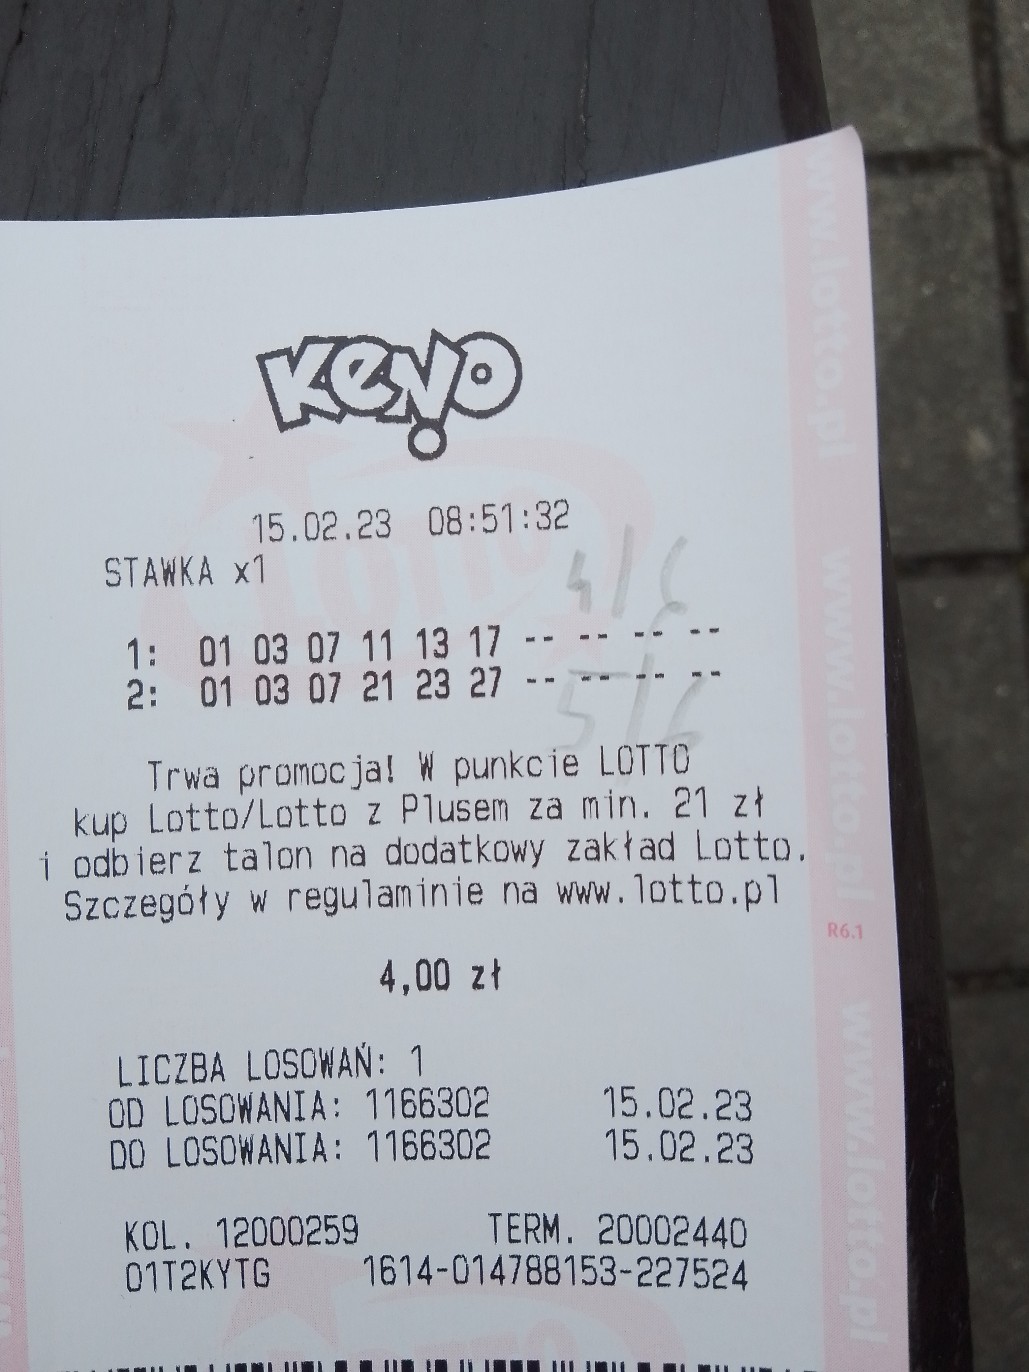 KENO
15.02.23 08:51:32
STAWKA x1
4/6
1: 01 03 07 11 13 17 -- -- -- --
2: 01 03 07 21 23 27 -- -- -- --
5/6
Trwa promocja! W punkcie LOTTO
kup Lotto/Lotto z Plusem za min. 21 zł
i odbierz talon na dodatkowy zakład Lotto.
Szczegóły w regulaminie na www.lotto.pl
4,00 zł
LICZBA LOSOWAŃ: 1
OD LOSOWANIA: 1166302 15.02.23
DO LOSOWANIA: 1166302 15.02.23
KOL. 12000259 TERM. 20002440
01T2KYTG 1614-014788153-227524
LOTTO
www.lotto.pl
www.lotto.pl
R6.1
www.lotto.pl